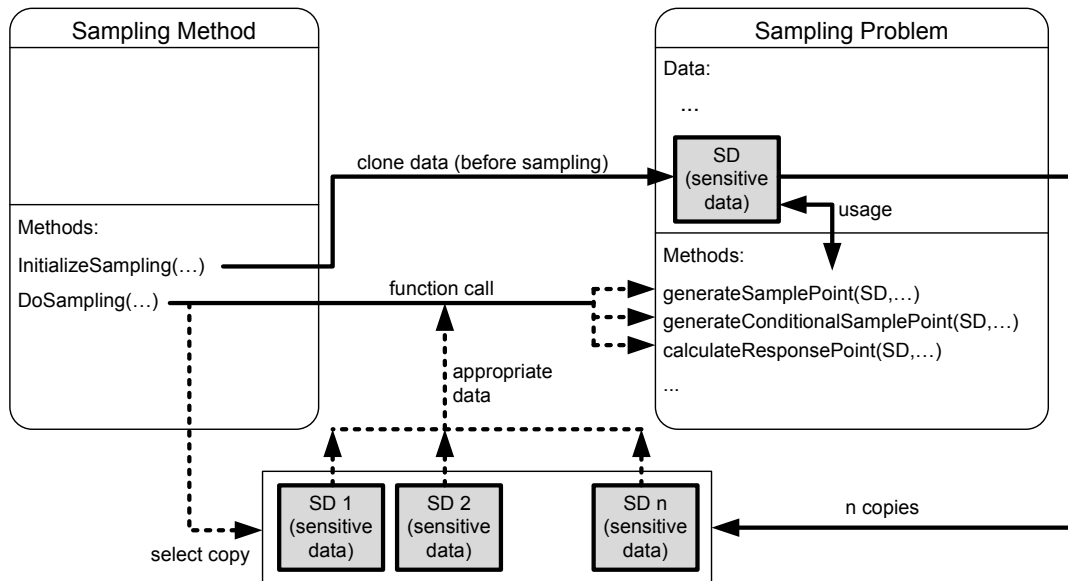 Sampling Method
Sampling Problem
Data:
...
SD
(sensitive
data)
clone data (before sampling)
usage
Methods:
InitializeSampling(...)
DoSampling(...)
function call
Methods:
generateSamplePoint(SD,...)
generateConditionalSamplePoint(SD,...)
calculateResponsePoint(SD,...)
...
appropriate
data
SD 1
(sensitive
data)
SD 2
(sensitive
data)
SD n
(sensitive
data)
n copies
select copy